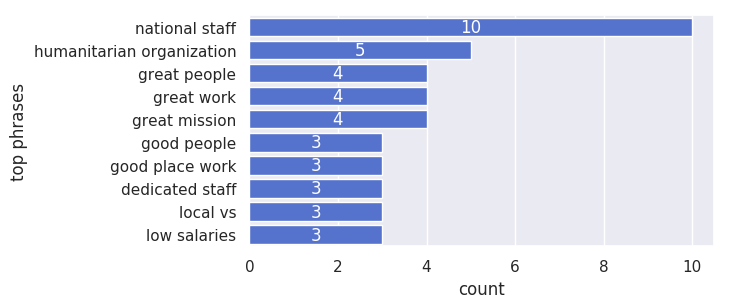 national staff 10
humanitarian organization 5
great people 4
great work 4
great mission 4
good people 3
good place work 3
dedicated staff 3
local vs 3
low salaries 3
top phrases
0 2 4 6 8 10
count